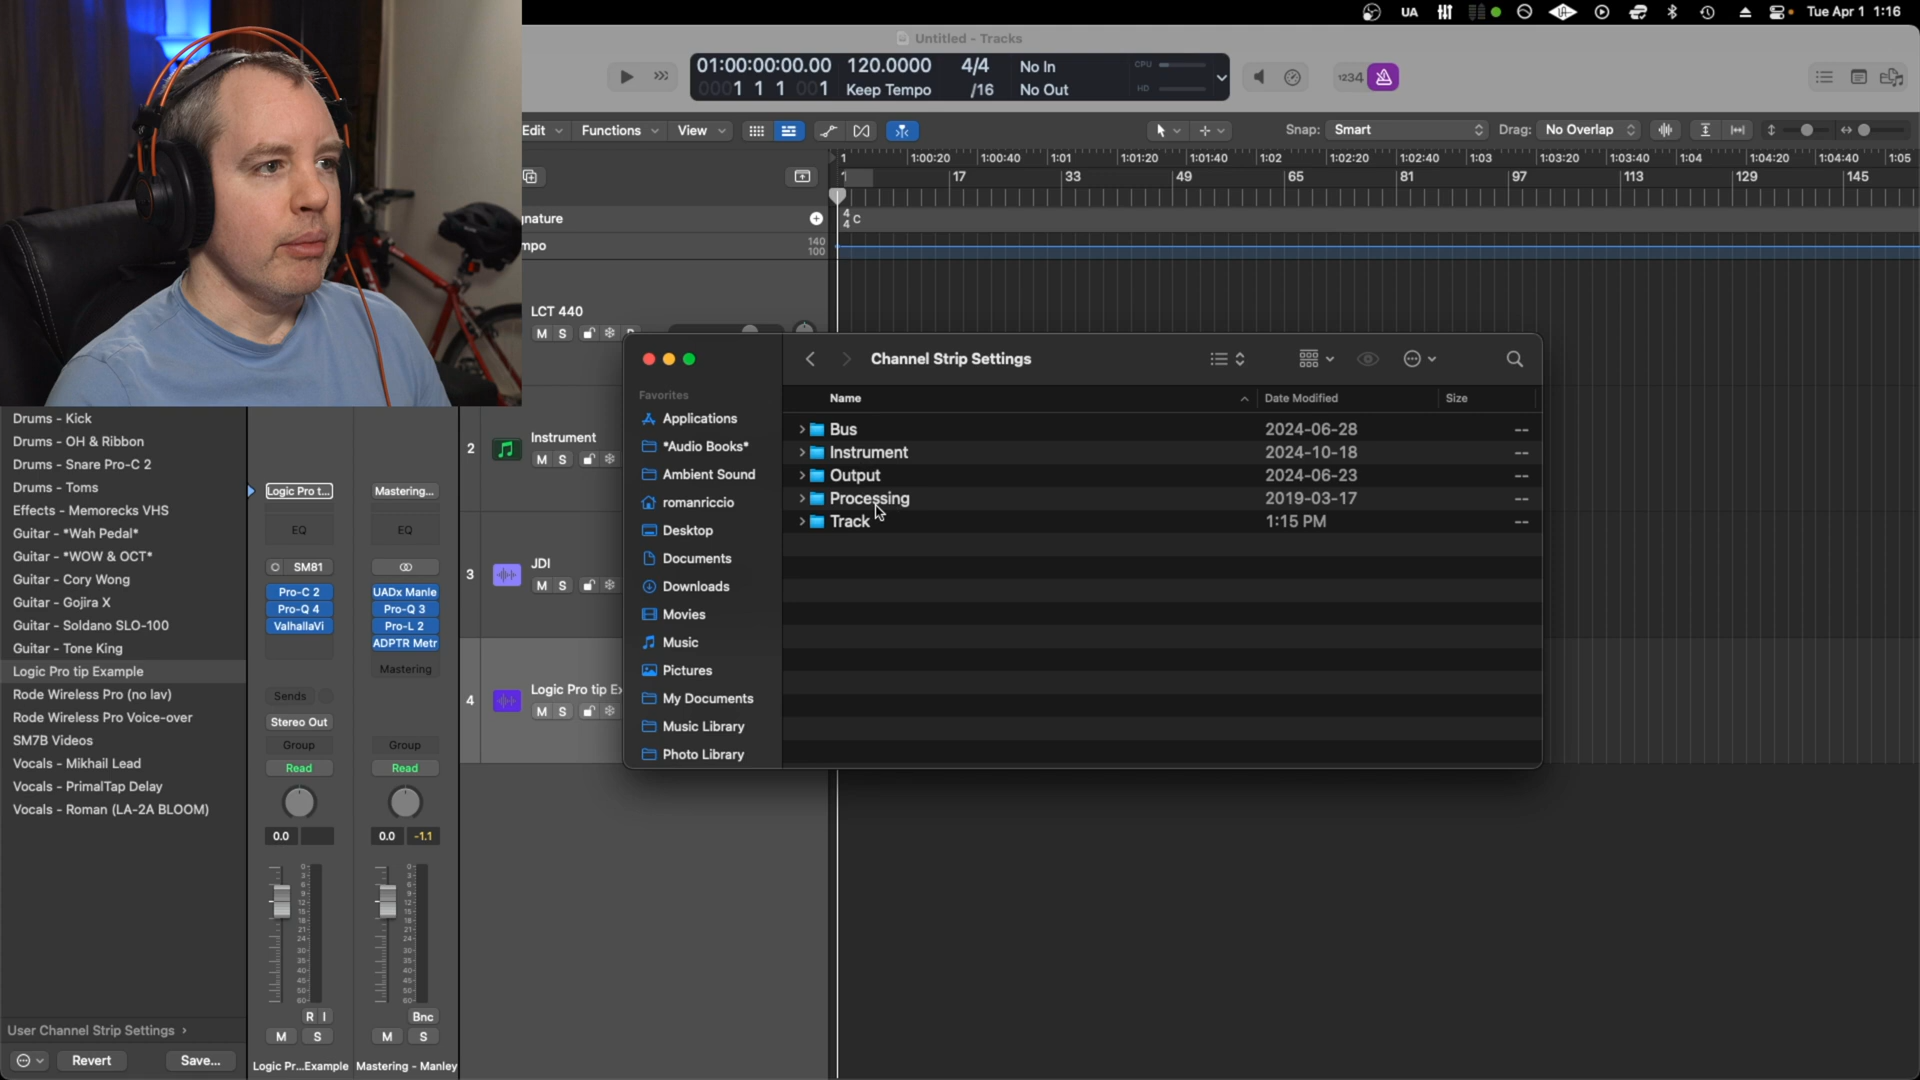 UA
Tue Apr 1 1:16
Untitled - Tracks
01:00:00:00.00 120.0000 4/4 No In CPU
0001 1 1 001 Keep Tempo /16 No Out HD
1234
Edit Functions View
Snap: Smart Drag: No Overlap
1 1:00:20 1:00:40 1:01 1:01:20 1:01:40 1:02 1:02:20 1:02:40 1:03 1:03:20 1:03:40 1:04 1:04:20 1:04:40 1:05
1 17 33 49 65 81 97 113 129 145
nature
4/4 C
mpo
140
100
LCT 440
M S
2 Instrument
M S
3 JDI
M S
4 Logic Pro tip Ex
M S
Channel Strip Settings
Favorites
Applications
*Audio Books*
Ambient Sound
romanriccio
Desktop
Documents
Downloads
Movies
Music
Pictures
My Documents
Music Library
Photo Library
Name Date Modified Size
Bus 2024-06-28 --
Instrument 2024-10-18 --
Output 2024-06-23 --
Processing 2019-03-17 --
Track 1:15 PM --
Drums - Kick
Drums - OH & Ribbon
Drums - Snare Pro-C 2
Drums - Toms
Effects - Memorecks VHS
Guitar - *Wah Pedal*
Guitar - *WOW & OCT*
Guitar - Cory Wong
Guitar - Gojira X
Guitar - Soldano SLO-100
Guitar - Tone King
Logic Pro tip Example
Rode Wireless Pro (no lav)
Rode Wireless Pro Voice-over
SM7B Videos
Vocals - Mikhail Lead
Vocals - PrimalTap Delay
Vocals - Roman (LA-2A BLOOM)
User Channel Strip Settings
Revert Save...
Logic Pro t...
EQ
SM81
Pro-C 2
Pro-Q 4
ValhallaVi
Sends
Stereo Out
Group
Read
0.0
R I
M S
Logic Pr...Example
Mastering...
EQ
UADx Manle
Pro-Q 3
Pro-L 2
ADPTR Metr
Mastering
Group
Read
0.0 -1.1
Bnc
M S
Mastering - Manley